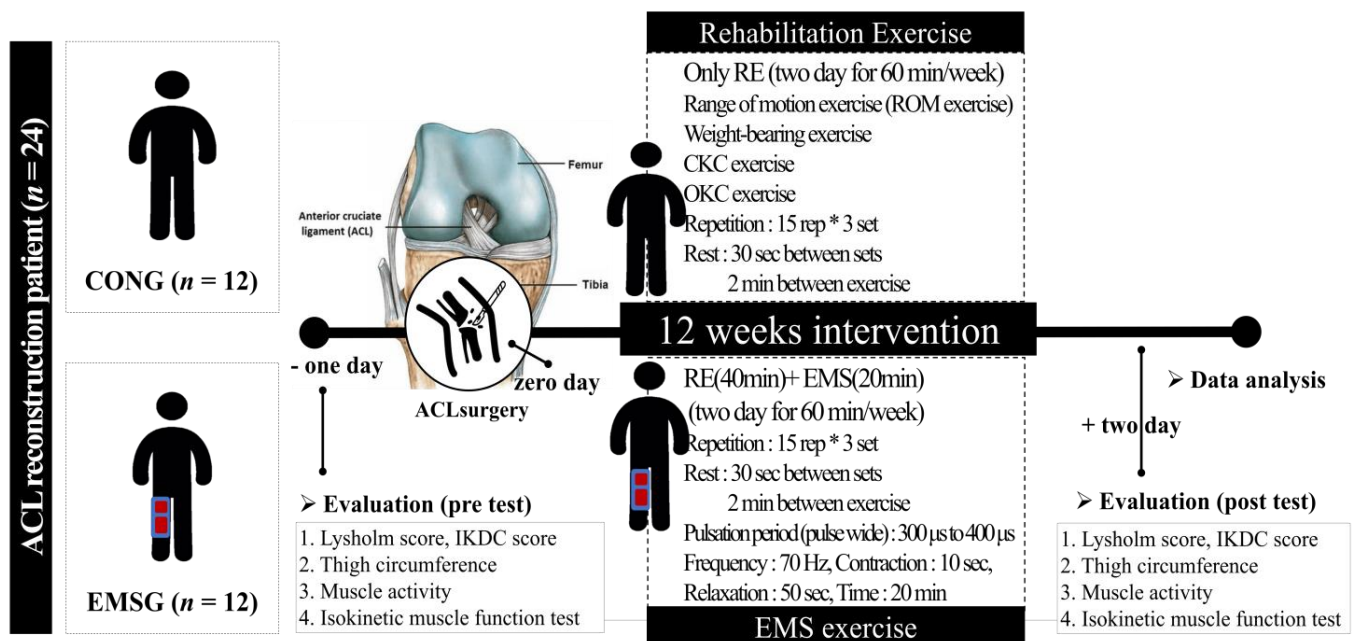 ACL reconstruction patient (n = 24)
CONG (n = 12)
EMSG (n = 12)
- one day
Femur
Anterior cruciate
ligament (ACL)
Tibia
zero day
ACLsurgery
➢ Evaluation (pre test)
1. Lysholm score, IKDC score
2. Thigh circumference
3. Muscle activity
4. Isokinetic muscle function test
Rehabilitation Exercise
Only RE (two day for 60 min/week)
Range of motion exercise (ROM exercise)
Weight-bearing exercise
CKC exercise
OKC exercise
Repetition : 15 rep * 3 set
Rest : 30 sec between sets
2 min between exercise
12 weeks intervention
RE(40min)+ EMS(20min)
(two day for 60 min/week)
Repetition : 15 rep * 3 set
Rest : 30 sec between sets
2 min between exercise
Pulsation period (pulse wide) : 300 μs to 400 μs
Frequency : 70 Hz, Contraction : 10 sec,
Relaxation : 50 sec, Time : 20 min
EMS exercise
➢ Data analysis
+ two day
➢ Evaluation (post test)
1. Lysholm score, IKDC score
2. Thigh circumference
3. Muscle activity
4. Isokinetic muscle function test